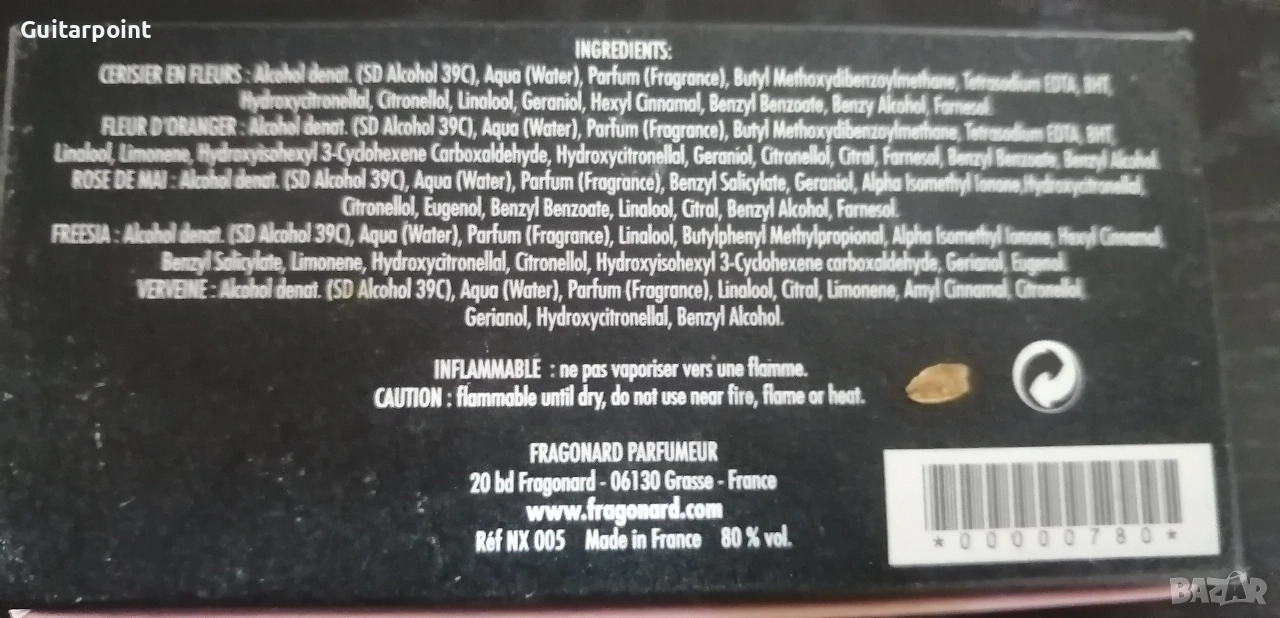 Guitarpoint
INGREDIENTS:
CERISIER EN FLEURS : Alcohol denat. (SD Alcohol 39C), Aqua (Water), Parfum (Fragrance), Butyl Methoxydibenzoylmethane, Tetrasodium EDTA, BHT,
Hydroxycitronellal, Citronellol, Linalool, Geraniol, Hexyl Cinnamal, Benzyl Benzoate, Benzy Alcohol, Farnesol.
FLEUR D'ORANGER : Alcohol denat. (SD Alcohol 39C), Aqua (Water), Parfum (Fragrance), Butyl Methoxydibenzoylmethane, Tetrasodium EDTA, BHT,
Linalool, Limonene, Hydroxyisohexyl 3-Cyclohexene Carboxaldehyde, Hydroxycitronellal, Geraniol, Citronellol, Citral, Farnesol, Benzyl Benzoate, Benzyl Alcohol.
ROSE DE MAI : Alcohol denat. (SD Alcohol 39C), Aqua (Water), Parfum (Fragrance), Benzyl Salicylate, Geraniol, Alpha Isomethyl Ionone,Hydroxycitronellal,
Citronellol, Eugenol, Benzyl Benzoate, Linalool, Citral, Benzyl Alcohol, Farnesol.
FREESIA : Alcohol denat. (SD Alcohol 39C), Aqua (Water), Parfum (Fragrance), Linalool, Butylphenyl Methylpropional, Alpha Isomethyl Ionone, Hexyl Cinnamal,
Benzyl Salicylate, Limonene, Hydroxycitronellal, Citronellol, Hydroxyisohexyl 3-Cyclohexene carboxaldehyde, Gerianol, Eugenol.
VERVEINE : Alcohol denat. (SD Alcohol 39C), Aqua (Water), Parfum (Fragrance), Linalool, Citral, Limonene, Amyl Cinnamal, Citronellol,
Gerianol, Hydroxycitronellal, Benzyl Alcohol.
INFLAMMABLE : ne pas vaporiser vers une flamme.
CAUTION : flammable until dry, do not use near fire, flame or heat.
FRAGONARD PARFUMEUR
20 bd Fragonard - 06130 Grasse - France
www.fragonard.com
Réf NX 005 Made in France 80 % vol.
* 00000780 *
BAZAR